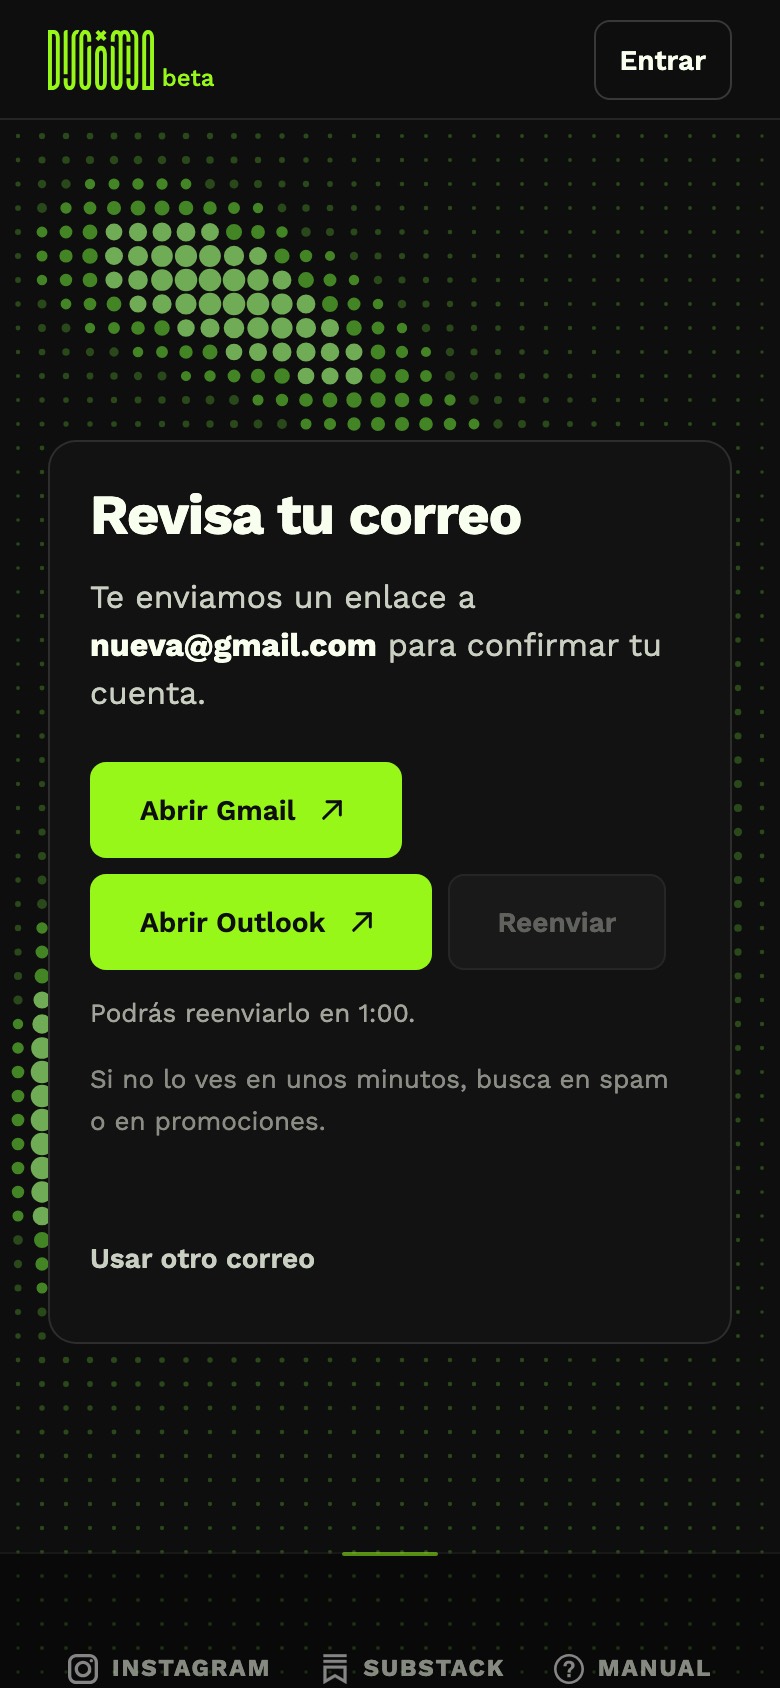 DISCóMANO beta
Entrar
Revisa tu correo
Te enviamos un enlace a
nueva@gmail.com para confirmar tu
cuenta.
Abrir Gmail
Abrir Outlook
Reenviar
Podrás reenviarlo en 1:00.
Si no lo ves en unos minutos, busca en spam
o en promociones.
Usar otro correo
INSTAGRAM
SUBSTACK
MANUAL